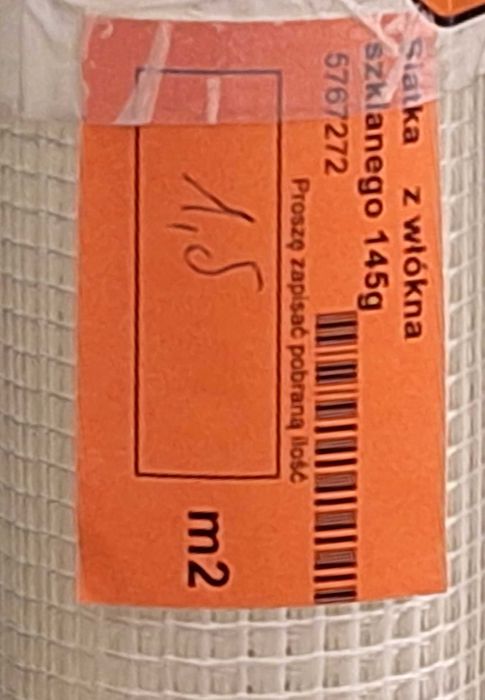 Siatka z włókna
szklanego 145g
5767272
Proszę zapisać pobraną ilość
1,5
m2